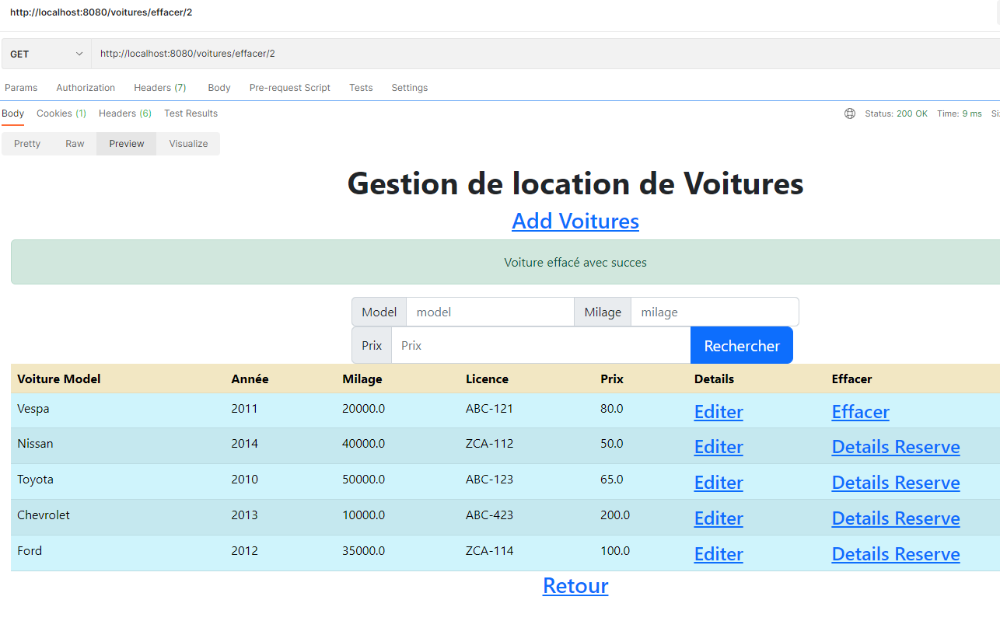 http://localhost:8080/voitures/effacer/2
GET http://localhost:8080/voitures/effacer/2
Params Authorization Headers (7) Body Pre-request Script Tests Settings
Body Cookies (1) Headers (6) Test Results Status: 200 OK Time: 9 ms
Pretty Raw Preview Visualize
Gestion de location de Voitures
Add Voitures
Voiture effacé avec succes
Model model Milage milage
Prix Prix Rechercher
Voiture Model Année Milage Licence Prix Details Effacer
Vespa 2011 20000.0 ABC-121 80.0 Editer Effacer
Nissan 2014 40000.0 ZCA-112 50.0 Editer Details Reserve
Toyota 2010 50000.0 ABC-123 65.0 Editer Details Reserve
Chevrolet 2013 10000.0 ABC-423 200.0 Editer Details Reserve
Ford 2012 35000.0 ZCA-114 100.0 Editer Details Reserve
Retour